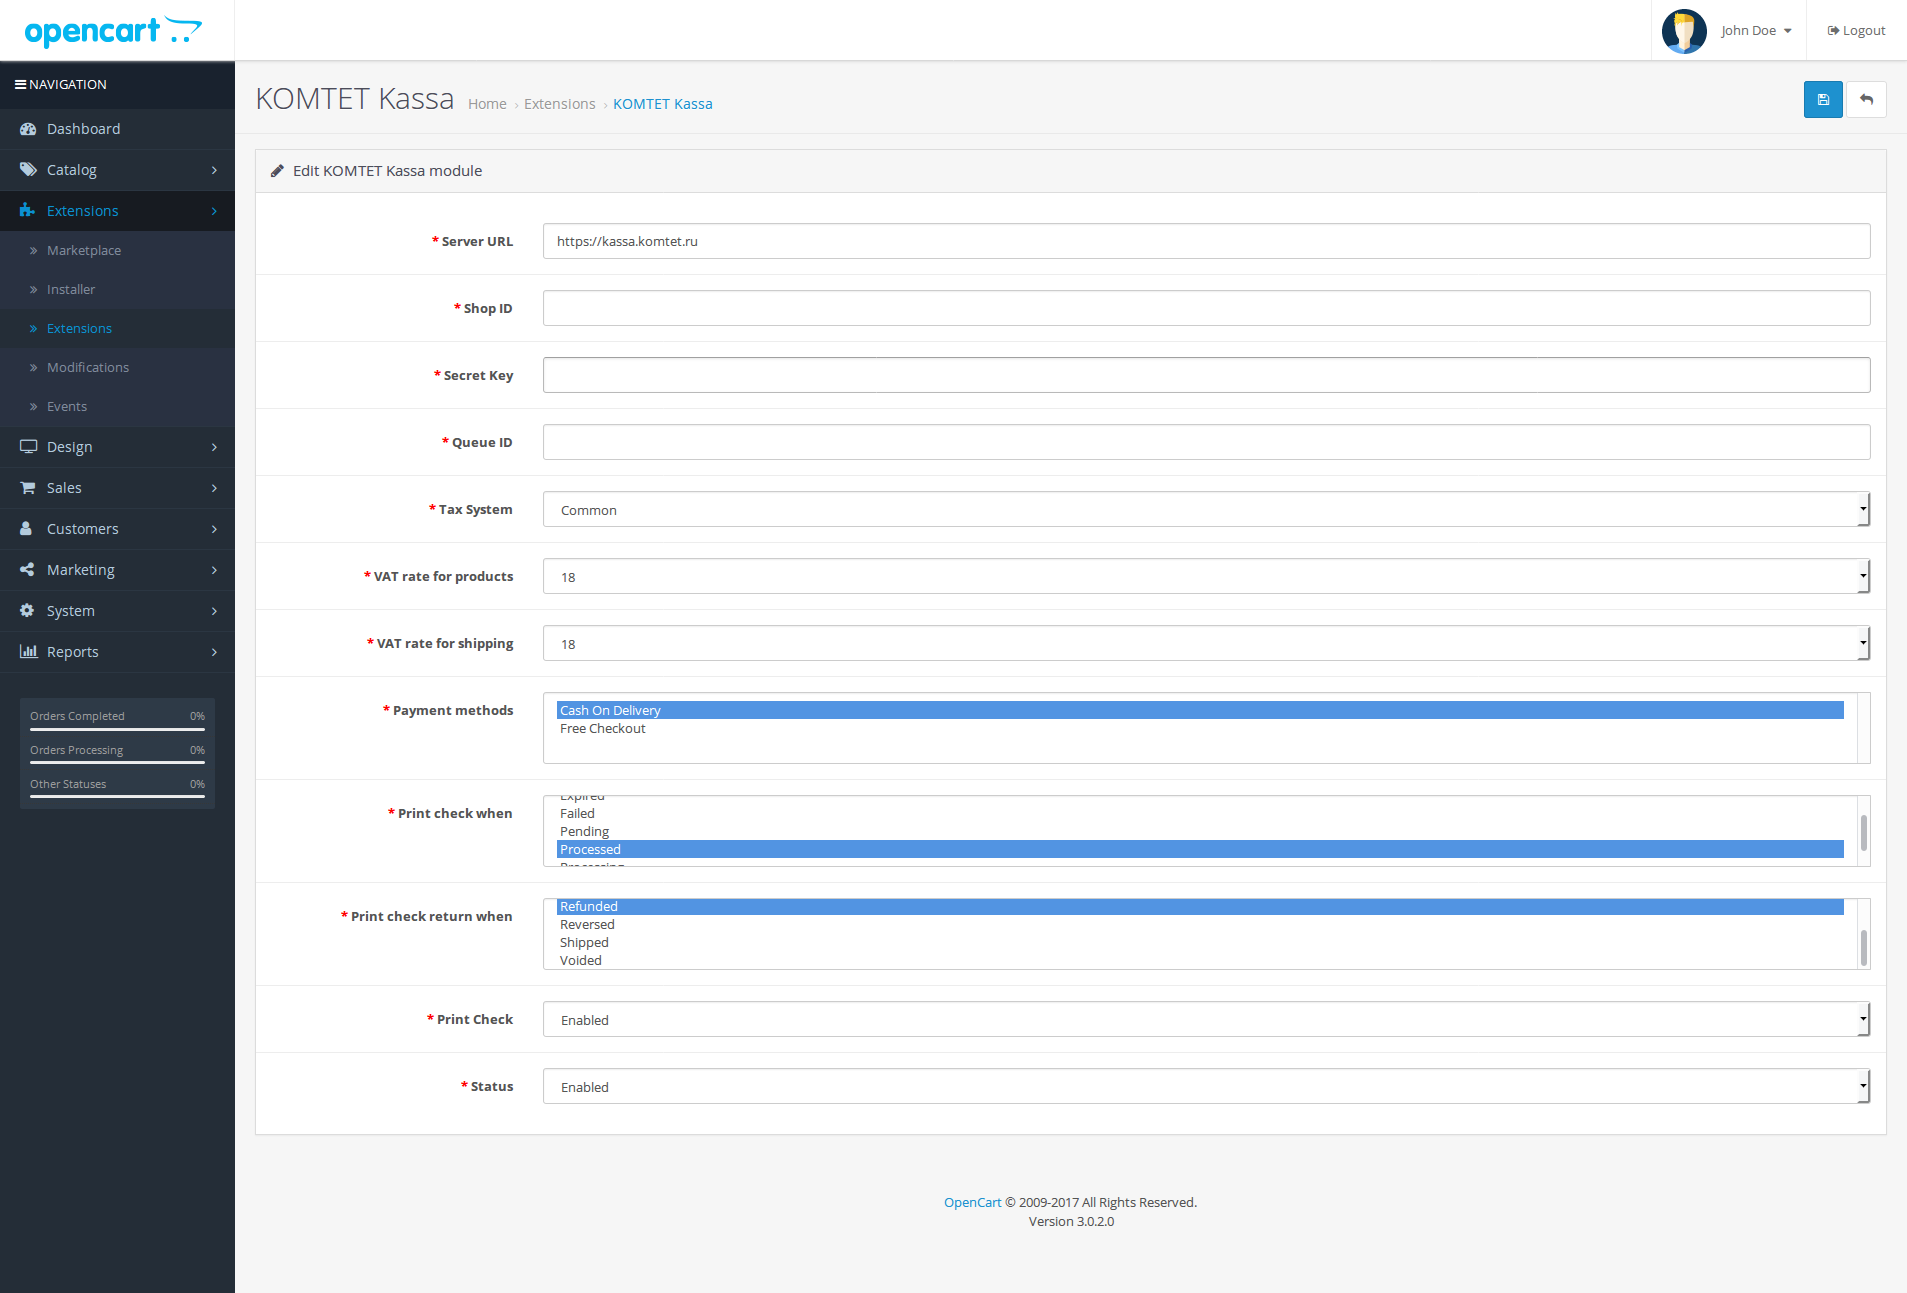 opencart
John Doe
Logout
NAVIGATION
Dashboard
Catalog
Extensions
Marketplace
Installer
Extensions
Modifications
Events
Design
Sales
Customers
Marketing
System
Reports
Orders Completed 0%
Orders Processing 0%
Other Statuses 0%
KOMTET Kassa Home › Extensions › KOMTET Kassa
Edit KOMTET Kassa module
* Server URL https://kassa.komtet.ru
* Shop ID
* Secret Key
* Queue ID
* Tax System Common
* VAT rate for products 18
* VAT rate for shipping 18
* Payment methods Cash On Delivery
Free Checkout
* Print check when Expired
Failed
Pending
Processed
Processing
* Print check return when Refunded
Reversed
Shipped
Voided
* Print Check Enabled
* Status Enabled
OpenCart © 2009-2017 All Rights Reserved.
Version 3.0.2.0